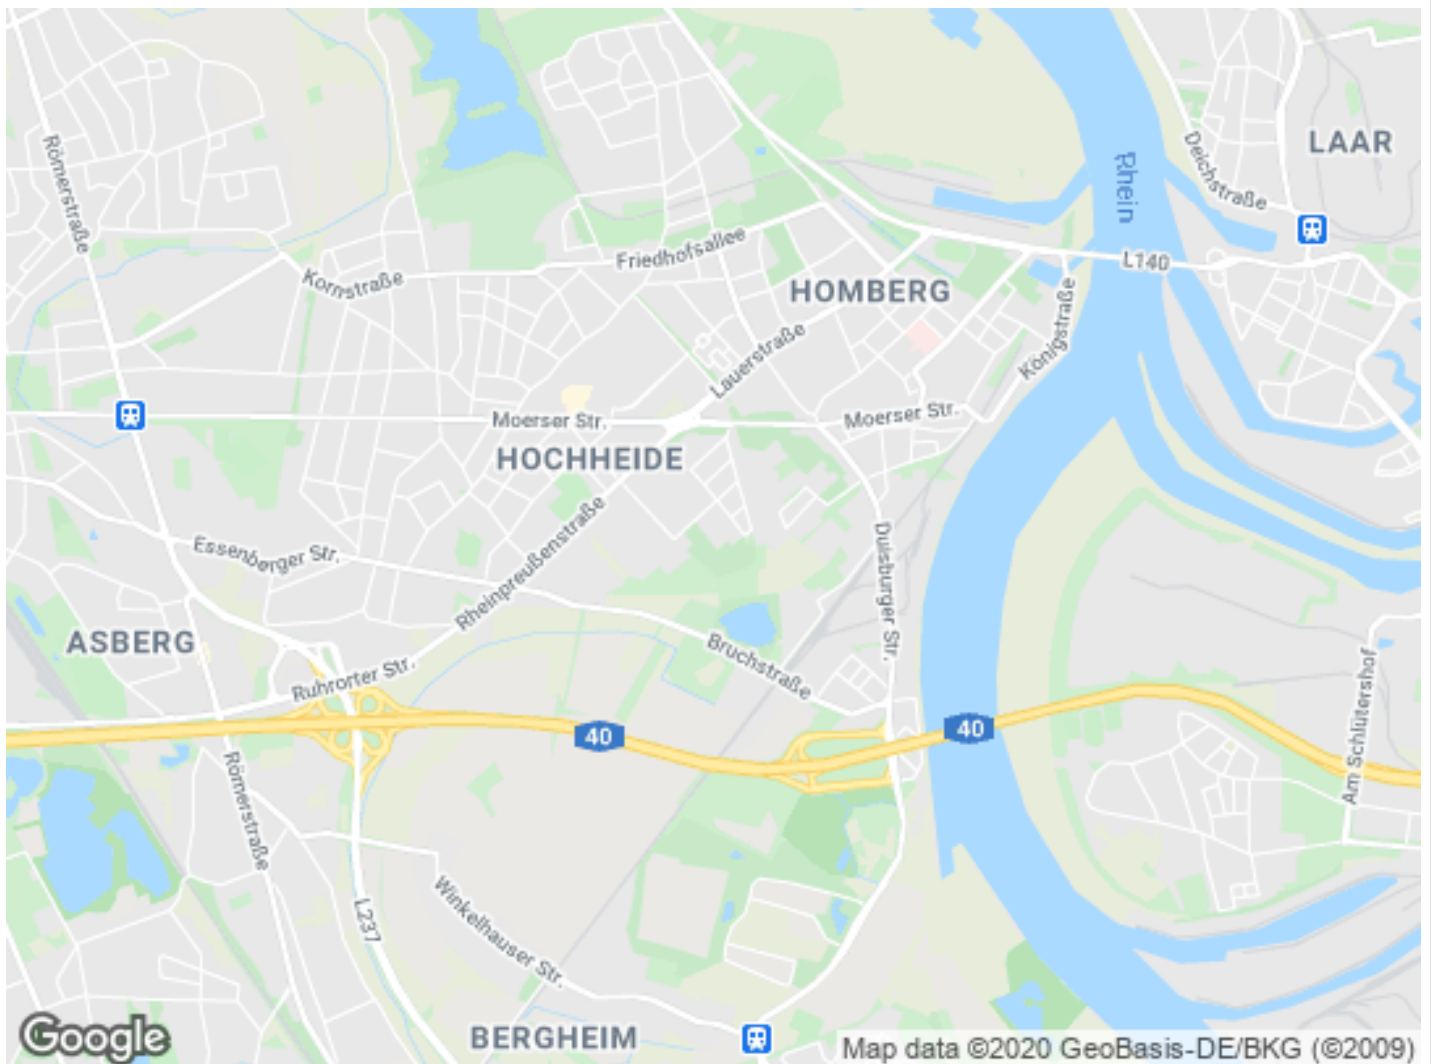 LAAR
Römerstraße
Deichstraße
Rhein
Friedhofsallee
L140
Kornstraße
HOMBERG
Königstraße
Lauerstraße
Moerser Str.
Moerser Str.
HOCHHEIDE
Essenberger Str.
Rheinpreußenstraße
Duisburger Str.
ASBERG
Bruchstraße
Ruhrorter Str.
Am Schlütershof
40
40
Römerstraße
L237
Winkelhauser Str.
BERGHEIM
Google
Map data ©2020 GeoBasis-DE/BKG (©2009)